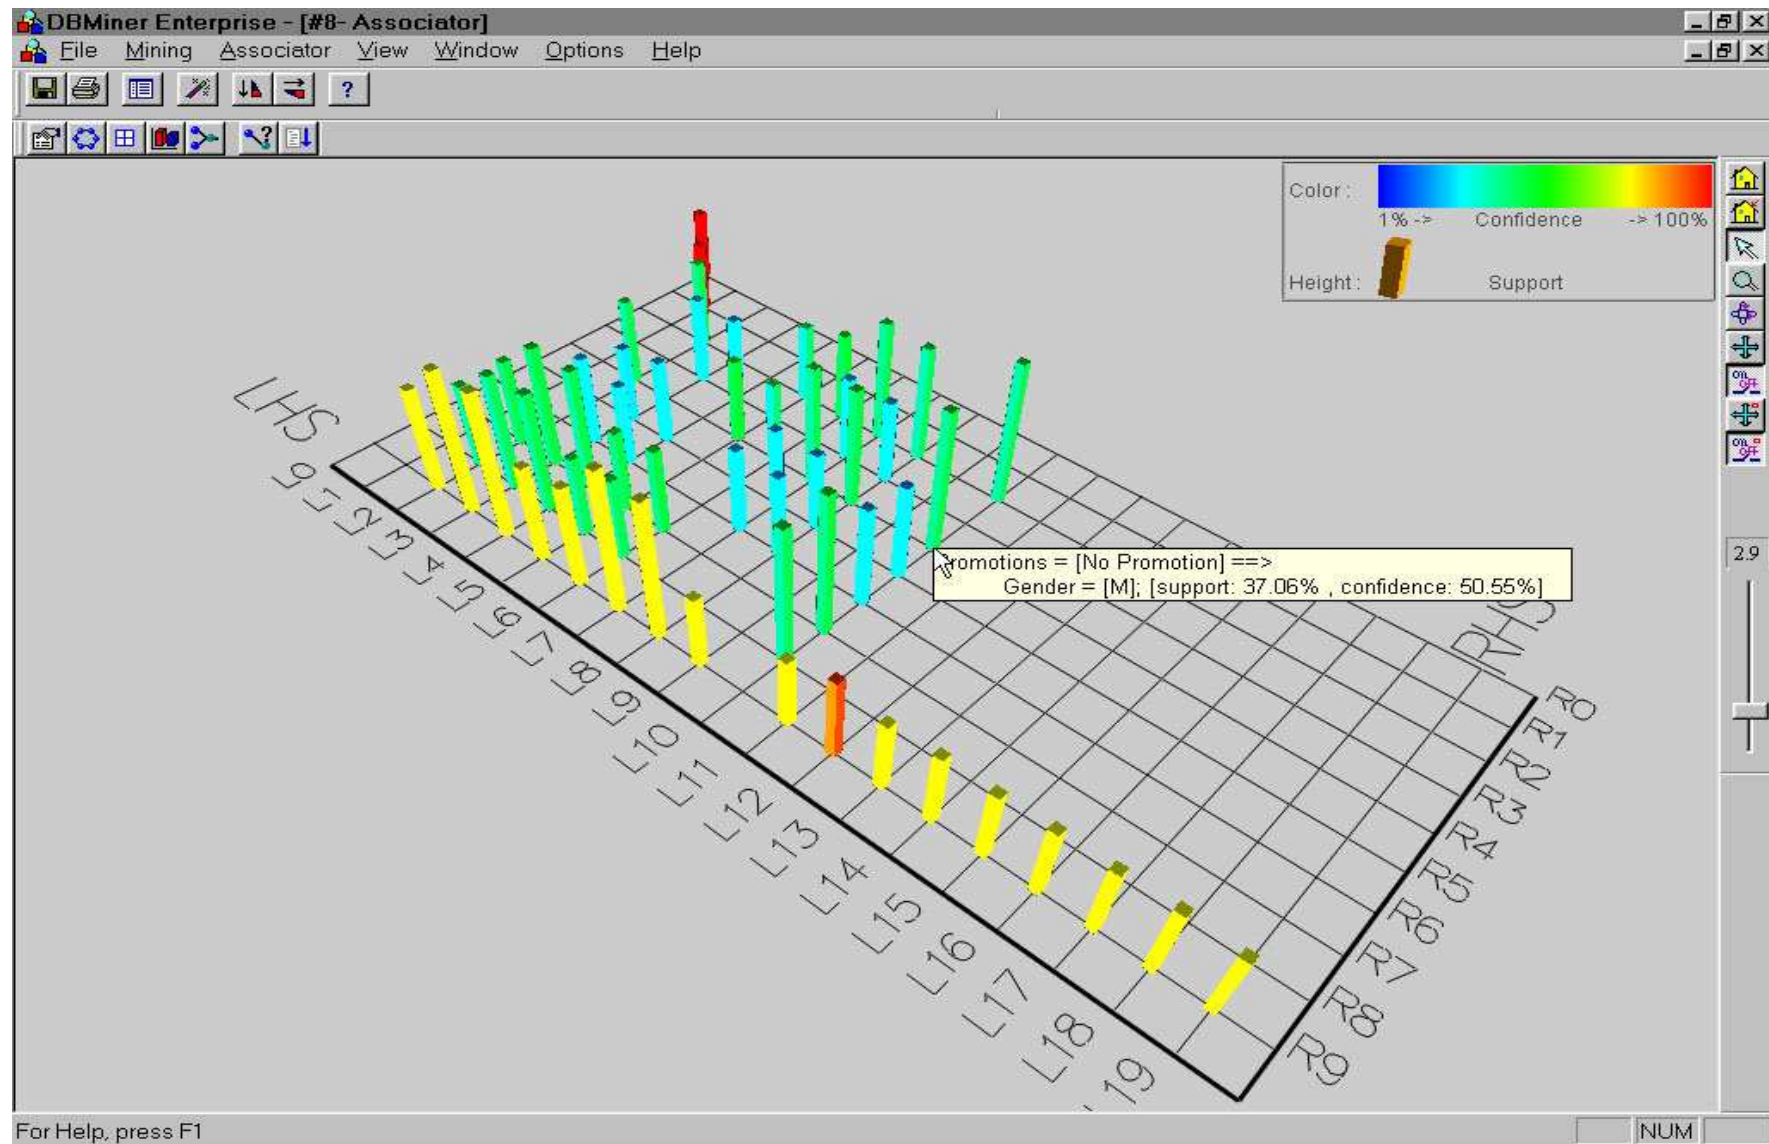 DBMiner Enterprise - [#8- Associator]
File Mining Associator View Window Options Help
Color :
1% -> Confidence -> 100%
Height : Support
2.9
LHS
L1
L2
L3
L4
L5
L6
L7
L8
L9
L10
L11
L12
L13
L14
L15
L16
L17
L18
romotions = [No Promotion] ==>
Gender = [M]; [support: 37.06% , confidence: 50.55%]
RHS
R0
R1
R2
R3
R4
R5
R6
R7
R8
R9
For Help, press F1
NUM